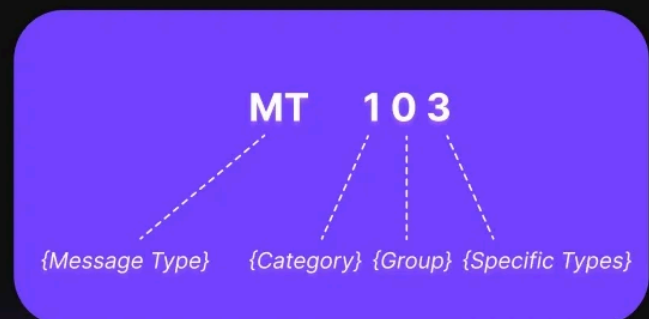 MT 1 0 3
{Message Type} {Category} {Group} {Specific Types}